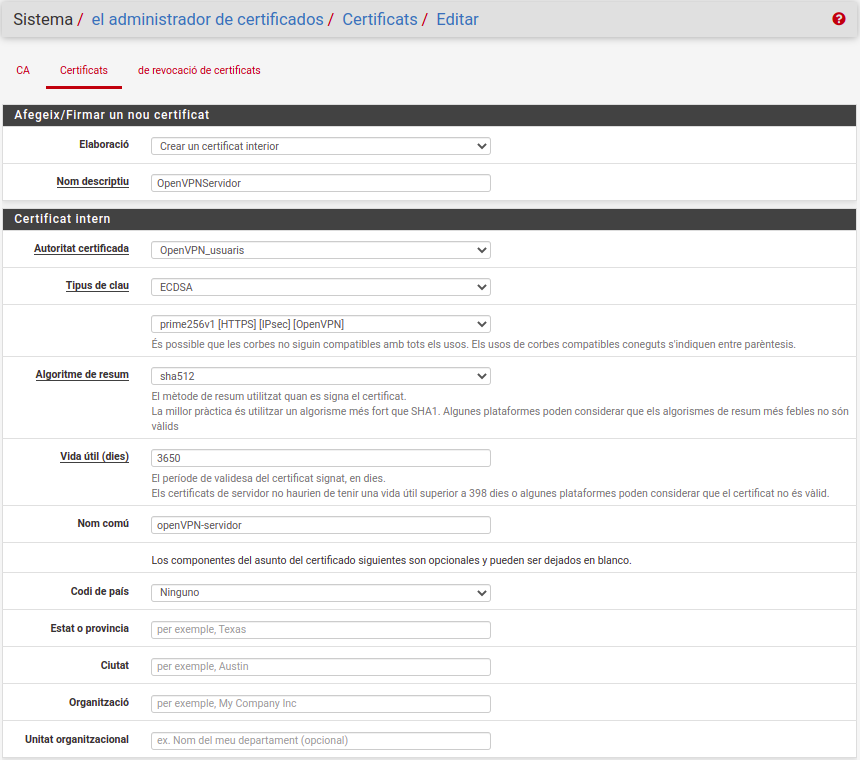 Sistema / el administrador de certificados / Certificats / Editar
CA Certificats de revocació de certificats
Afegeix/Firmar un nou certificat
Elaboració Crear un certificat interior
Nom descriptiu OpenVPNServidor
Certificat intern
Autoritat certificada OpenVPN_usuaris
Tipus de clau ECDSA
prime256v1 [HTTPS] [IPsec] [OpenVPN]
És possible que les corbes no siguin compatibles amb tots els usos. Els usos de corbes compatibles coneguts s'indiquen entre parèntesis.
Algoritme de resum sha512
El mètode de resum utilitzat quan es signa el certificat.
La millor pràctica és utilitzar un algorisme més fort que SHA1. Algunes plataformes poden considerar que els algorismes de resum més febles no són
vàlids
Vida útil (dies) 3650
El període de validesa del certificat signat, en dies.
Els certificats de servidor no haurien de tenir una vida útil superior a 398 dies o algunes plataformes poden considerar que el certificat no és vàlid.
Nom comú openVPN-servidor
Los componentes del asunto del certificado siguientes son opcionales y pueden ser dejados en blanco.
Codi de país Ninguno
Estat o provincia per exemple, Texas
Ciutat per exemple, Austin
Organització per exemple, My Company Inc
Unitat organitzacional ex. Nom del meu departament (opcional)